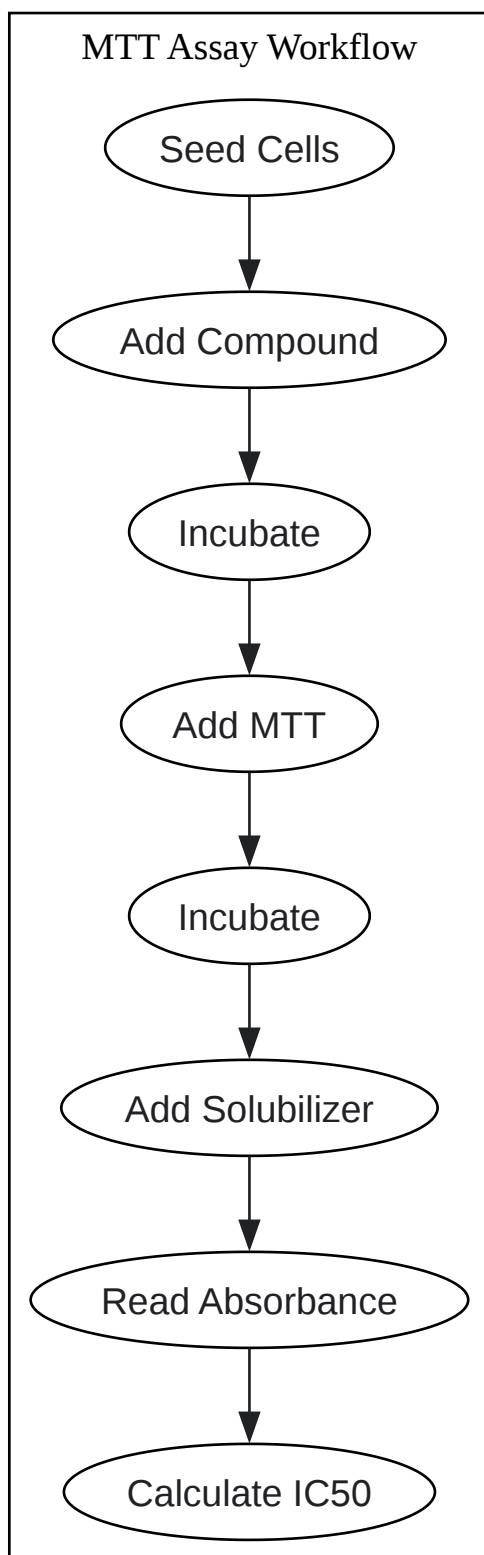 MTT Assay Workflow
Seed Cells
Add Compound
Incubate
Add MTT
Incubate
Add Solubilizer
Read Absorbance
Calculate IC50